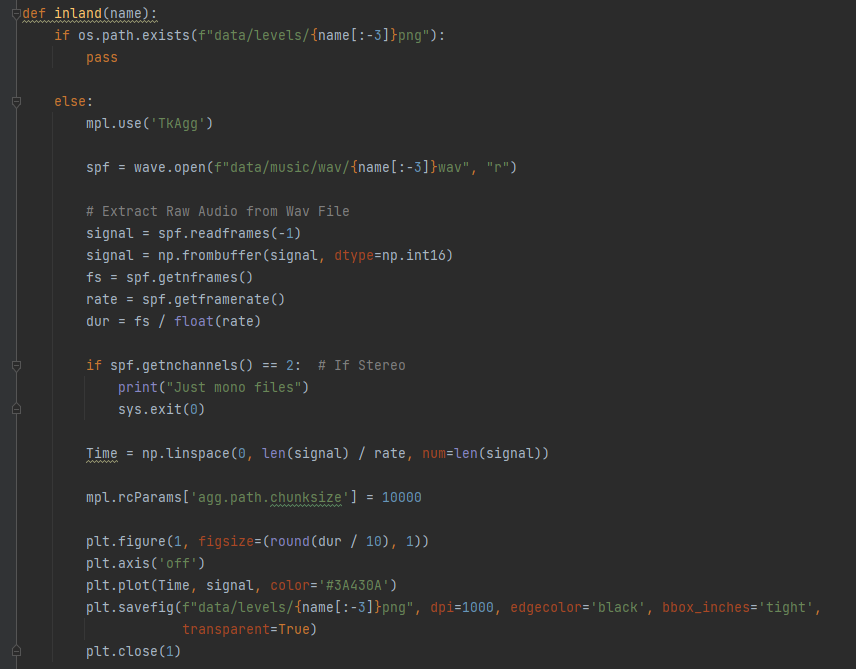 def inland(name):
    if os.path.exists(f"data/levels/{name[:-3]}png"):
        pass

    else:
        mpl.use('TkAgg')

        spf = wave.open(f"data/music/wav/{name[:-3]}wav", "r")

        # Extract Raw Audio from Wav File
        signal = spf.readframes(-1)
        signal = np.frombuffer(signal, dtype=np.int16)
        fs = spf.getnframes()
        rate = spf.getframerate()
        dur = fs / float(rate)

        if spf.getnchannels() == 2:  # If Stereo
            print("Just mono files")
            sys.exit(0)

        Time = np.linspace(0, len(signal) / rate, num=len(signal))

        mpl.rcParams['agg.path.chunksize'] = 10000

        plt.figure(1, figsize=(round(dur / 10), 1))
        plt.axis('off')
        plt.plot(Time, signal, color='#3A430A')
        plt.savefig(f"data/levels/{name[:-3]}png", dpi=1000, edgecolor='black', bbox_inches='tight',
                    transparent=True)
        plt.close(1)